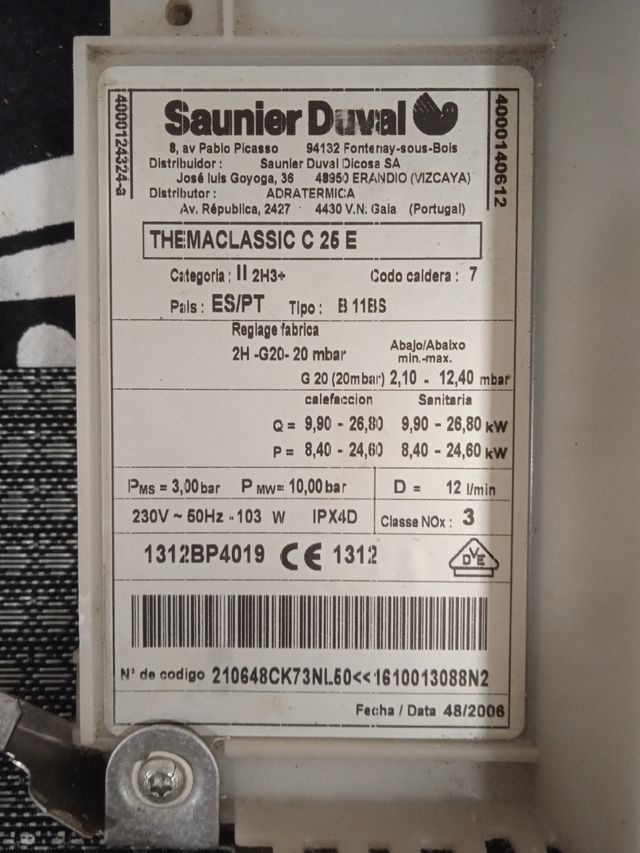 Saunier Duval
4000124324-a
4000140612
8, av Pablo Picasso 94132 Fontenay-sous-Bois
Distribuidor : Saunier Duval Dicosa SA
José luis Goyoga, 36 48950 ERANDIO (VIZCAYA)
Distributor : ADRATERMICA
Av. Républica, 2427 4430 V.N. Gaia (Portugal)
THEMACLASSIC C 25 E
Categoria : II 2H3+ Codo caldera : 7
Pais : ES/PT Tipo : B 11BS
Reglage fabrica
2H -G20- 20 mbar Abajo/Abaixo
min.-max.
G 20 (20mbar) 2,10 - 12,40 mbar
calefaccion Sanitaria
Q = 9,90 - 26,80 9,90 - 26,80 kW
P = 8,40 - 24,60 8,40 - 24,60 kW
PMS = 3,00 bar PMW= 10,00 bar D = 12 l/min
230V ~ 50Hz - 103 W IPX4D Classe NOx : 3
1312BP4019 CE 1312
DVE
N° de codigo 210648CK73NL50<<1610013088N2
Fecha / Data 48/2006